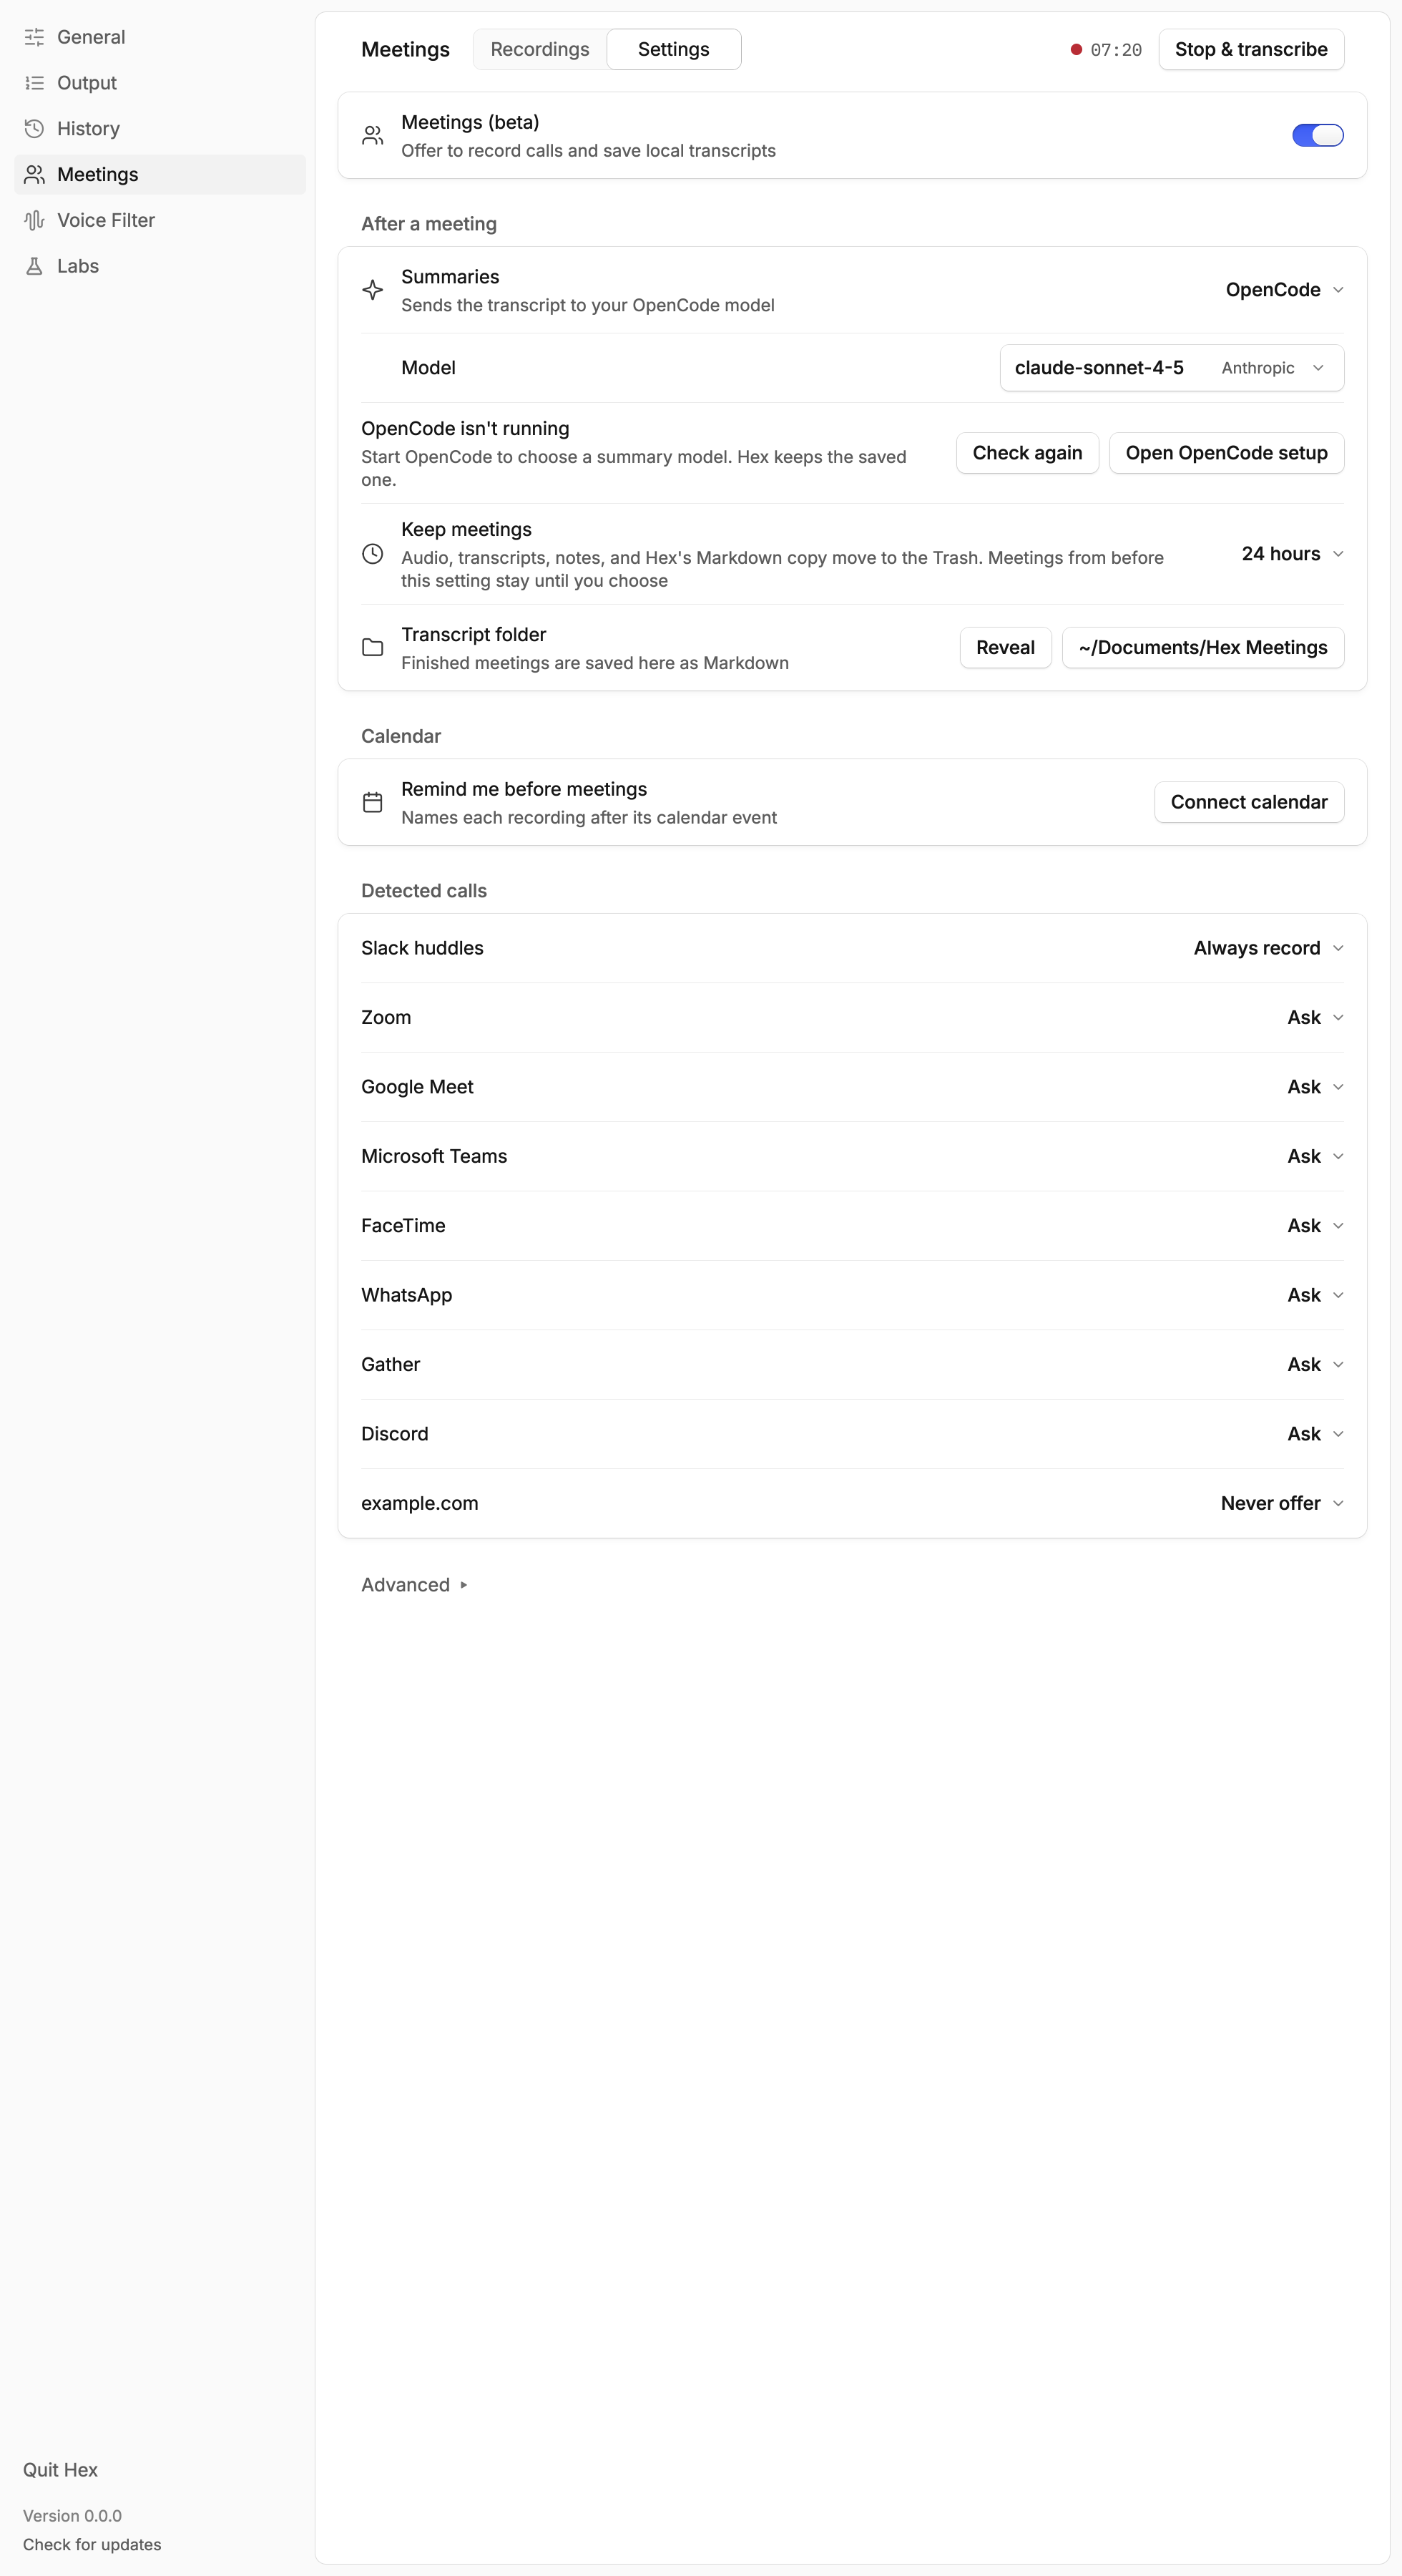 General
Output
History
Meetings
Voice Filter
Labs
Quit Hex
Version 0.0.0
Check for updates
Meetings
Recordings
Settings
07:20
Stop & transcribe
Meetings (beta)
Offer to record calls and save local transcripts
After a meeting
Summaries
Sends the transcript to your OpenCode model
OpenCode
Model
claude-sonnet-4-5
Anthropic
OpenCode isn't running
Start OpenCode to choose a summary model. Hex keeps the saved
one.
Check again
Open OpenCode setup
Keep meetings
Audio, transcripts, notes, and Hex's Markdown copy move to the Trash. Meetings from before
this setting stay until you choose
24 hours
Transcript folder
Finished meetings are saved here as Markdown
Reveal
~/Documents/Hex Meetings
Calendar
Remind me before meetings
Names each recording after its calendar event
Connect calendar
Detected calls
Slack huddles
Always record
Zoom
Ask
Google Meet
Ask
Microsoft Teams
Ask
FaceTime
Ask
WhatsApp
Ask
Gather
Ask
Discord
Ask
example.com
Never offer
Advanced